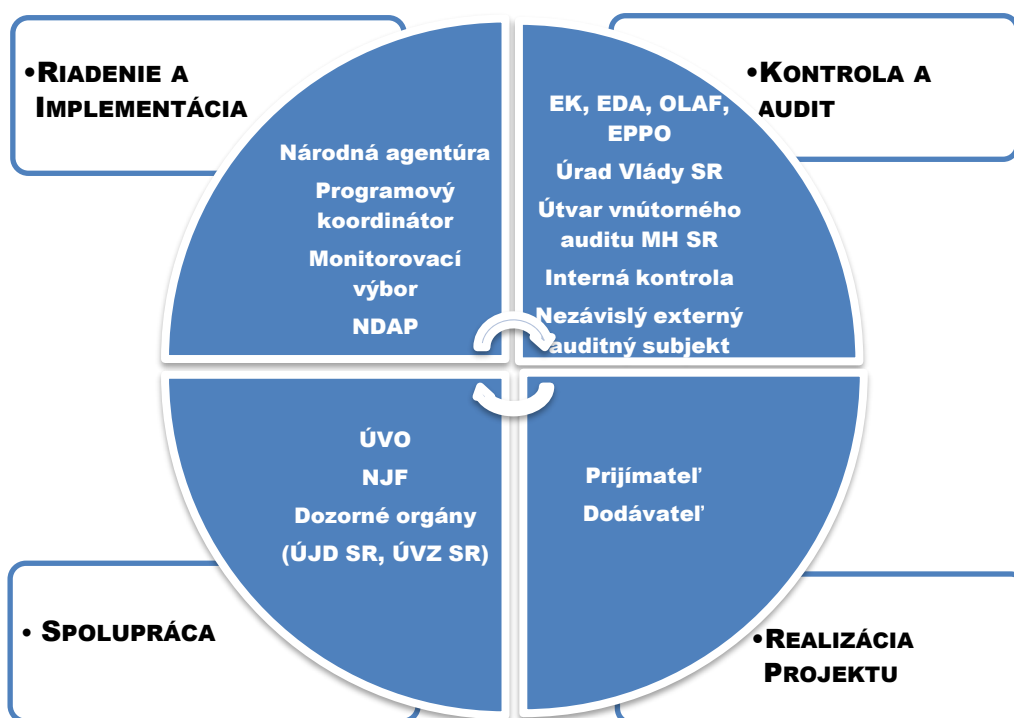 •RIADENIE A
IMPLEMENTÁCIA
Národná agentúra
Programový
koordinátor
Monitorovací
výbor
NDAP
•KONTROLA A
AUDIT
EK, EDA, OLAF,
EPPO
Úrad Vlády SR
Útvar vnútorného
auditu MH SR
Interná kontrola
Nezávislý externý
auditný subjekt
ÚVO
NJF
Dozorné orgány
(ÚJD SR, ÚVZ SR)
• SPOLUPRÁCA
Prijímateľ
Dodávateľ
•REALIZÁCIA
PROJEKTU